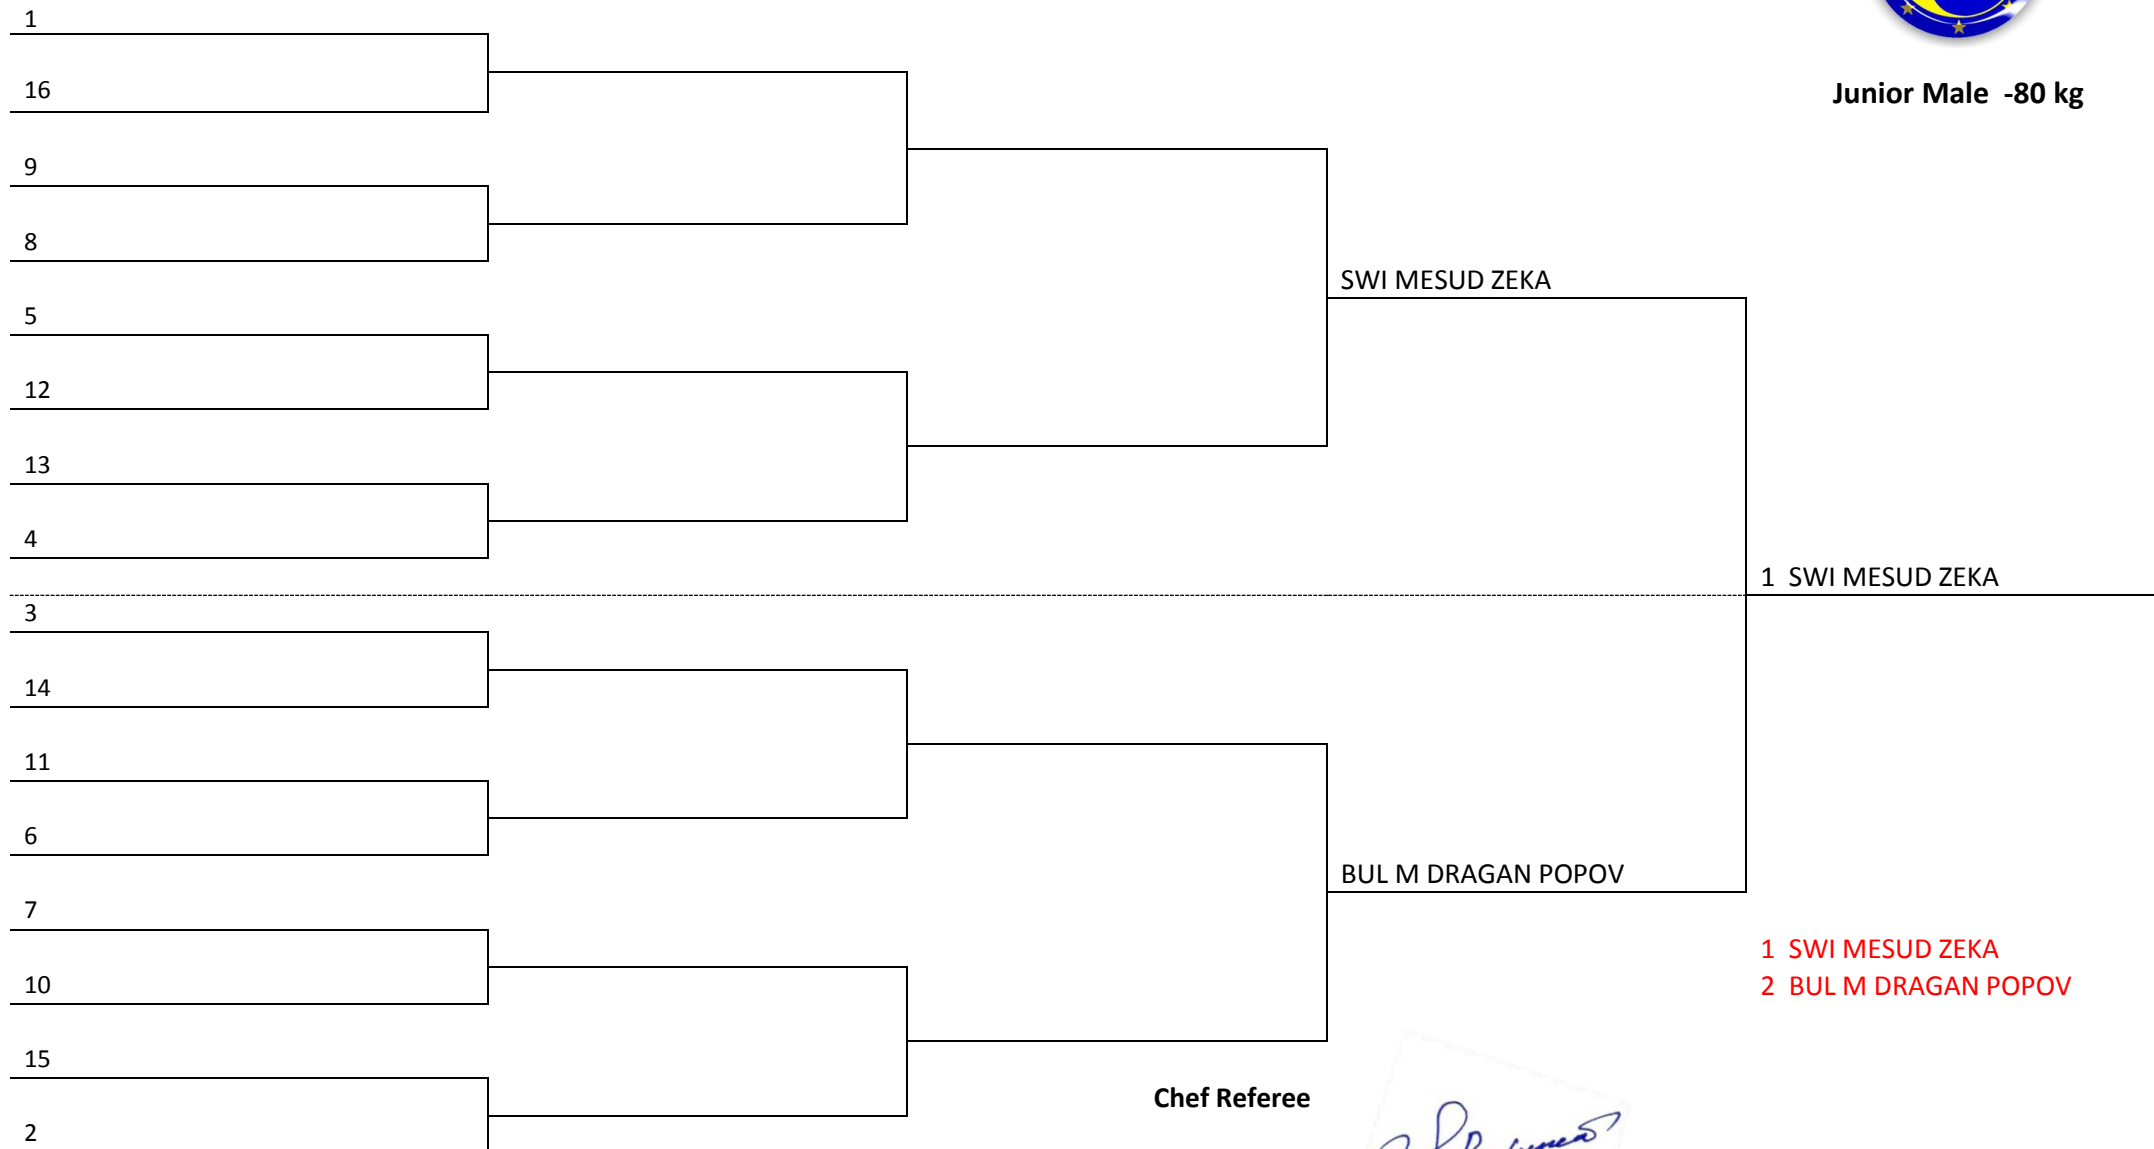 1
16
Junior Male -80 kg
9
8
SWI MESUD ZEKA
5
12
13
4
1 SWI MESUD ZEKA
3
14
11
6
BUL M DRAGAN POPOV
7
1 SWI MESUD ZEKA
10
2 BUL M DRAGAN POPOV
15
Chef Referee
2